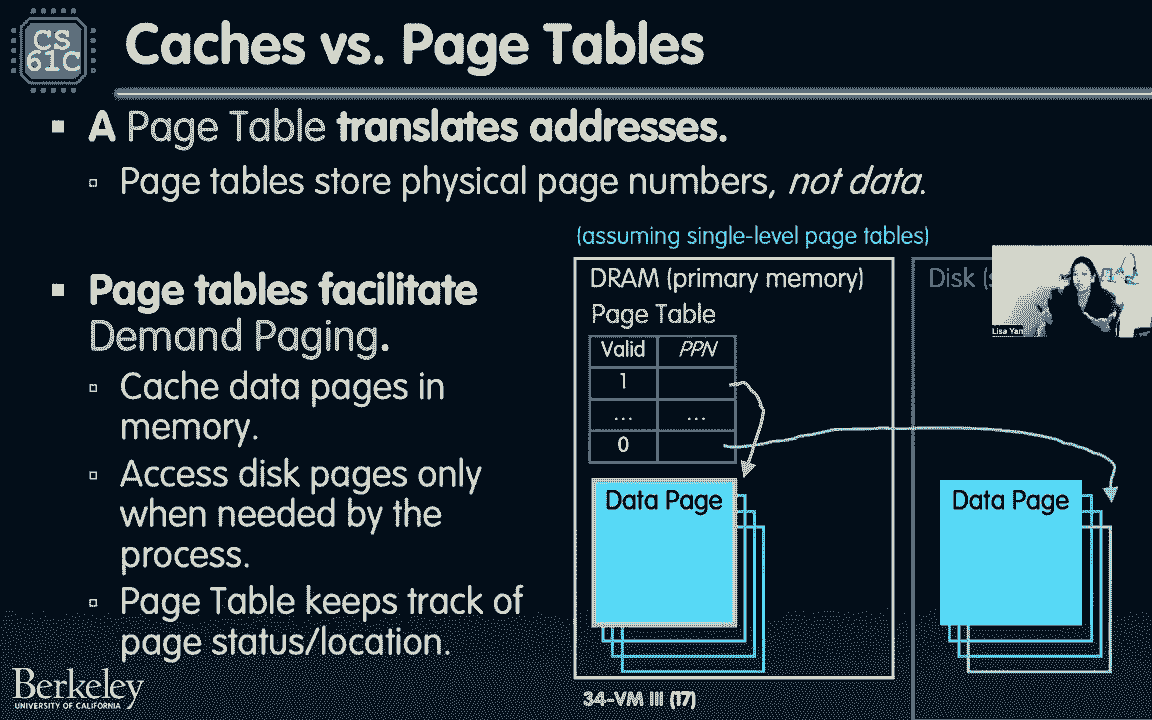 CS
61C
Caches vs. Page Tables
A Page Table translates addresses.
Page tables store physical page numbers, not data.
(assuming single-level page tables)
Page tables facilitate
Demand Paging.
Cache data pages in
memory.
Access disk pages only
when needed by the
process.
Page Table keeps track of
page status/location.
DRAM (primary memory)
Page Table
Valid PPN
1
... ...
0
Data Page
Disk
Lisa Yan
Data Page
Berkeley
UNIVERSITY OF CALIFORNIA
34-VM III (17)